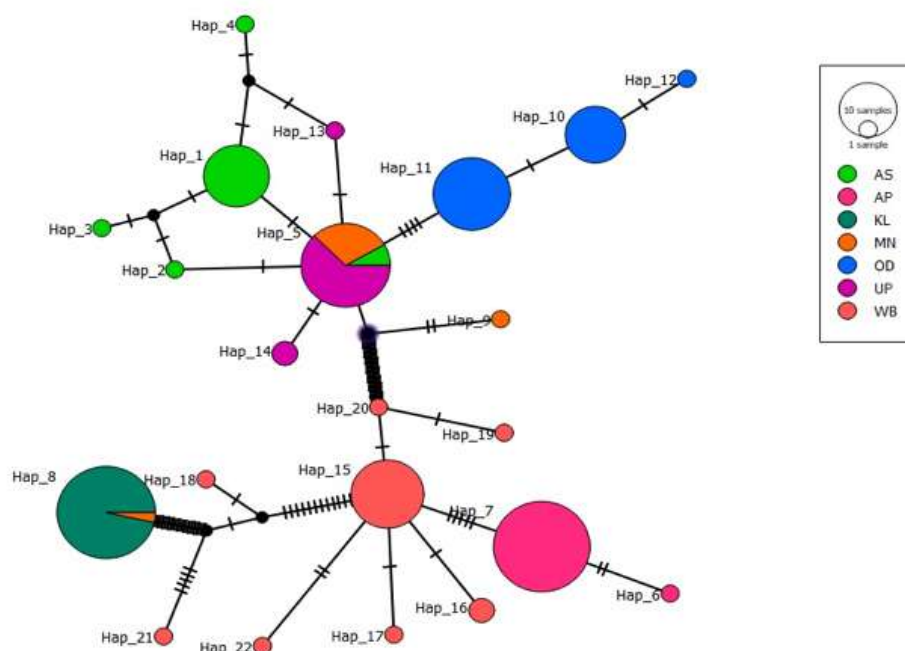 Hap_4
Hap_12
Hap_13
Hap_10
Hap_1
Hap_11
Hap_3
Hap_5
Hap_2
Hap_9
Hap_14
Hap_20
Hap_19
Hap_15
Hap_8
Hap_18
Hap_7
Hap_6
Hap_16
Hap_21
Hap_17
Hap_22
10 samples
1 sample
AS
AP
KL
MN
OD
UP
WB